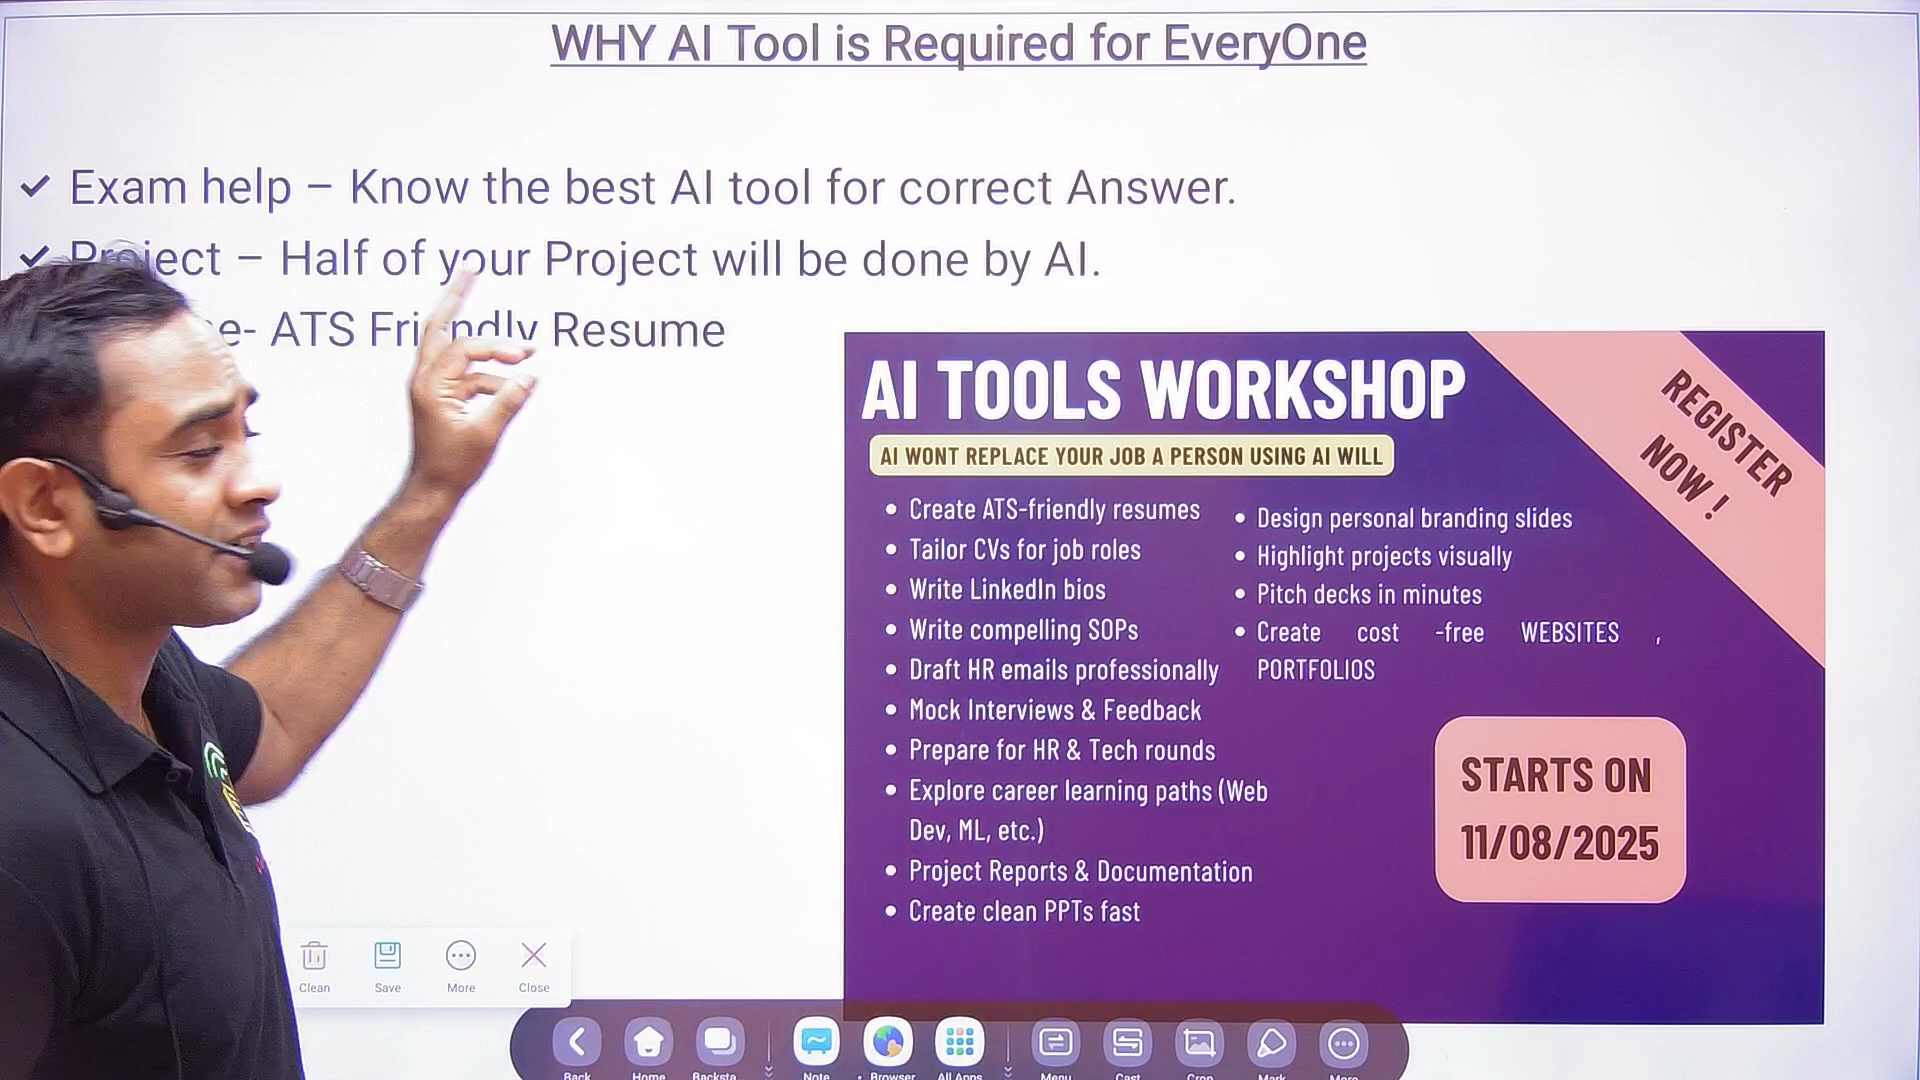 WHY AI Tool is Required for EveryOne
✓ Exam help – Know the best AI tool for correct Answer.
✓ Project – Half of your Project will be done by AI.
e- ATS Friendly Resume
AI TOOLS WORKSHOP
REGISTER
NOW !
AI WONT REPLACE YOUR JOB A PERSON USING AI WILL
• Create ATS-friendly resumes
• Tailor CVs for job roles
• Write LinkedIn bios
• Write compelling SOPs
• Draft HR emails professionally
• Mock Interviews & Feedback
• Prepare for HR & Tech rounds
• Explore career learning paths (Web
Dev, ML, etc.)
• Project Reports & Documentation
• Create clean PPTs fast
• Design personal branding slides
• Highlight projects visually
• Pitch decks in minutes
• Create cost -free WEBSITES ,
PORTFOLIOS
STARTS ON
11/08/2025
Clean Save More Close
Back Home Backsta... Note Browser All Apps Menu Cast Crop Mark More